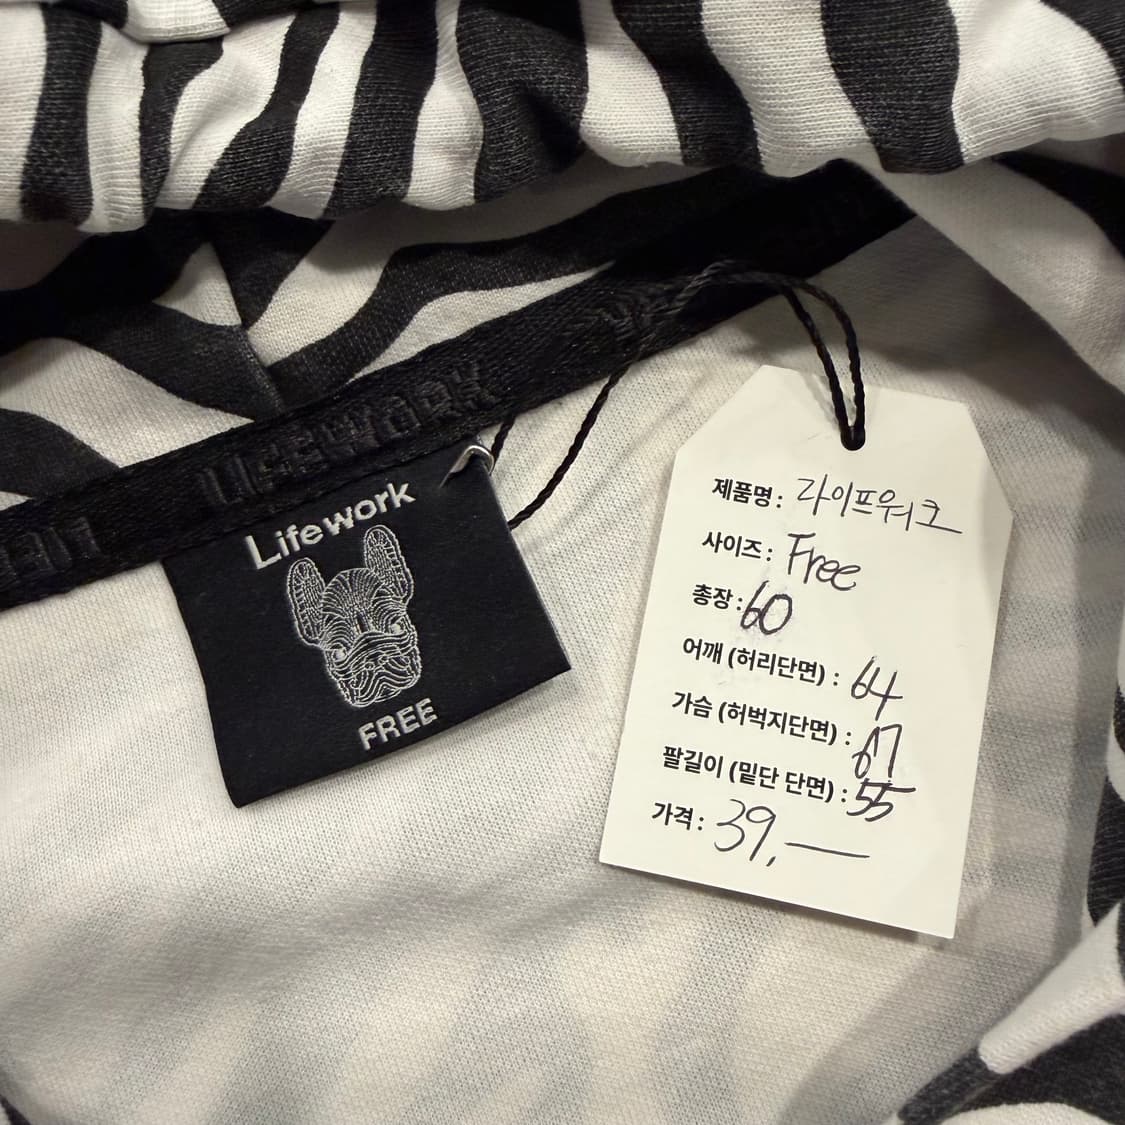 LIFEWORK
Lifework
FREE
제품명: 라이프워크
사이즈: Free
총장: 60
어깨 (허리단면) : 64
가슴 (허벅지단면) : 67
팔길이 (밑단 단면) : 55
가격: 39,—